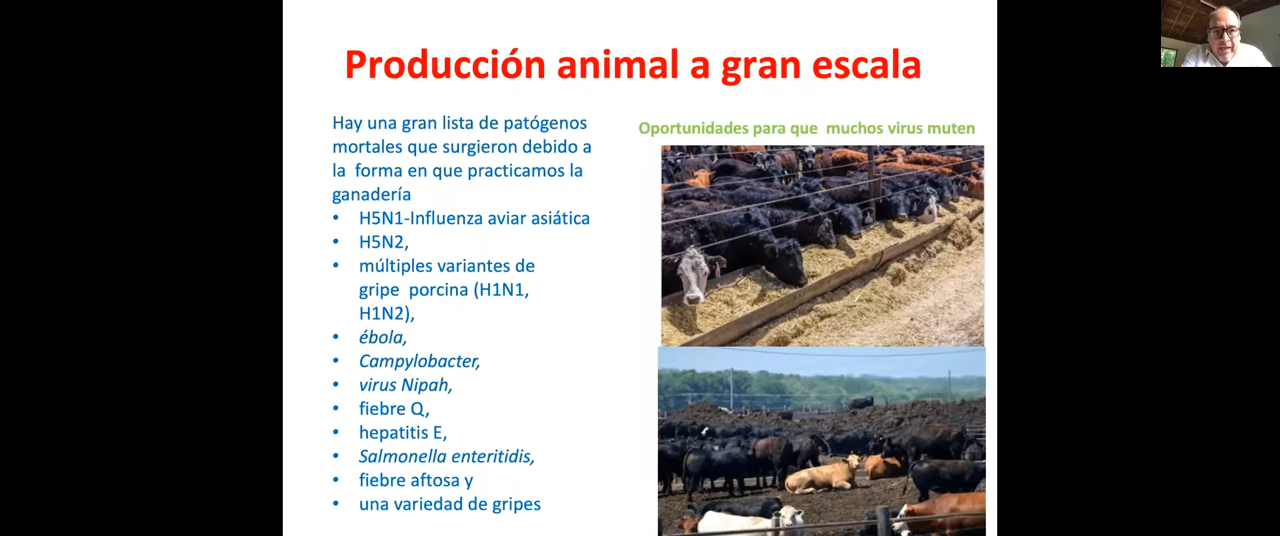 Producción animal a gran escala
Hay una gran lista de patógenos
mortales que surgieron debido a
la forma en que practicamos la
ganadería
• H5N1-Influenza aviar asiática
• H5N2,
• múltiples variantes de
gripe porcina (H1N1,
H1N2),
• ébola,
• Campylobacter,
• virus Nipah,
• fiebre Q,
• hepatitis E,
• Salmonella enteritidis,
• fiebre aftosa y
• una variedad de gripes
Oportunidades para que muchos virus muten